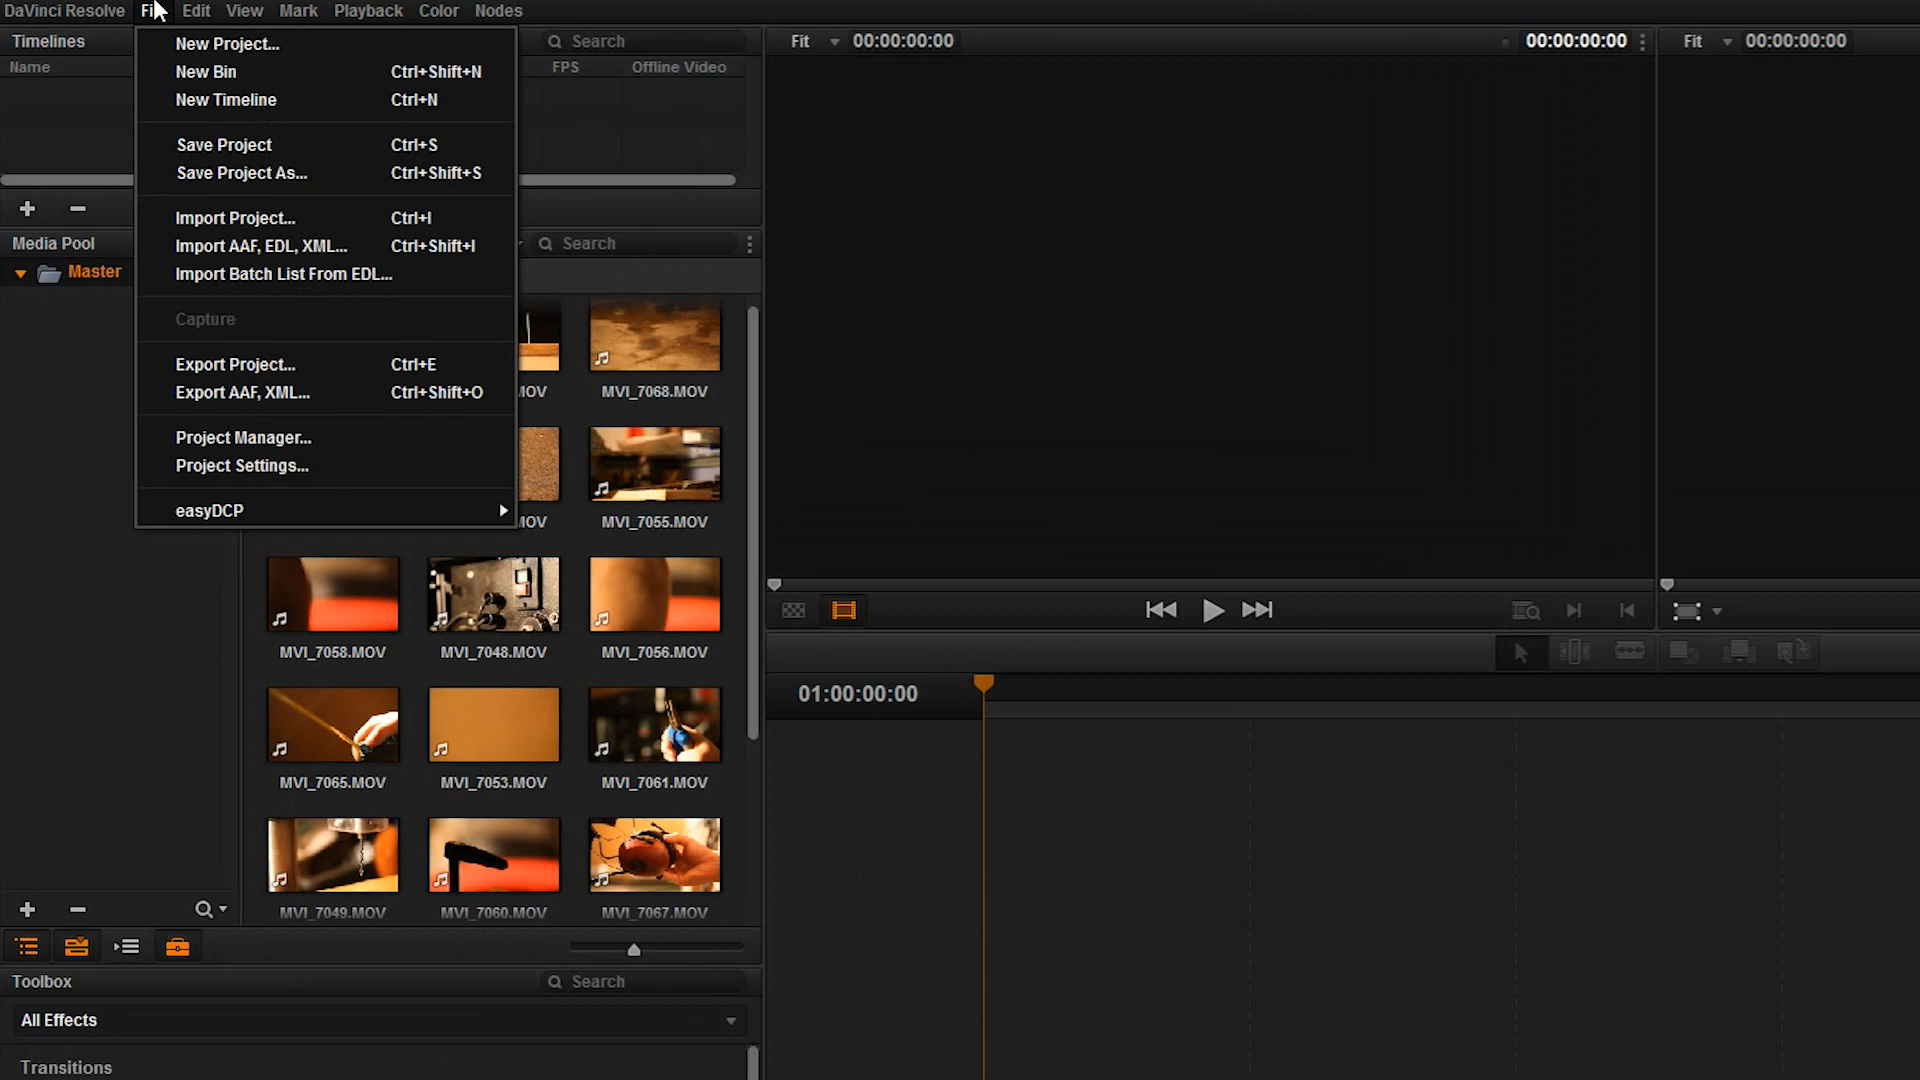 DaVinci Resolve Fi Edit View Mark Playback Color Nodes
Timelines
Search
Name FPS Offline Video
New Project...
New Bin Ctrl+Shift+N
New Timeline Ctrl+N
Save Project Ctrl+S
Save Project As... Ctrl+Shift+S
Import Project... Ctrl+I
Import AAF, EDL, XML... Ctrl+Shift+I
Import Batch List From EDL...
Capture
Export Project... Ctrl+E
Export AAF, XML... Ctrl+Shift+O
Project Manager...
Project Settings...
easyDCP
Media Pool
Search
Master
OV MVI_7068.MOV
OV MVI_7055.MOV
MVI_7058.MOV MVI_7048.MOV MVI_7056.MOV
MVI_7065.MOV MVI_7053.MOV MVI_7061.MOV
MVI_7049.MOV MVI_7060.MOV MVI_7067.MOV
Toolbox
Search
All Effects
Transitions
Fit 00:00:00:00 00:00:00:00
Fit 00:00:00:00
01:00:00:00